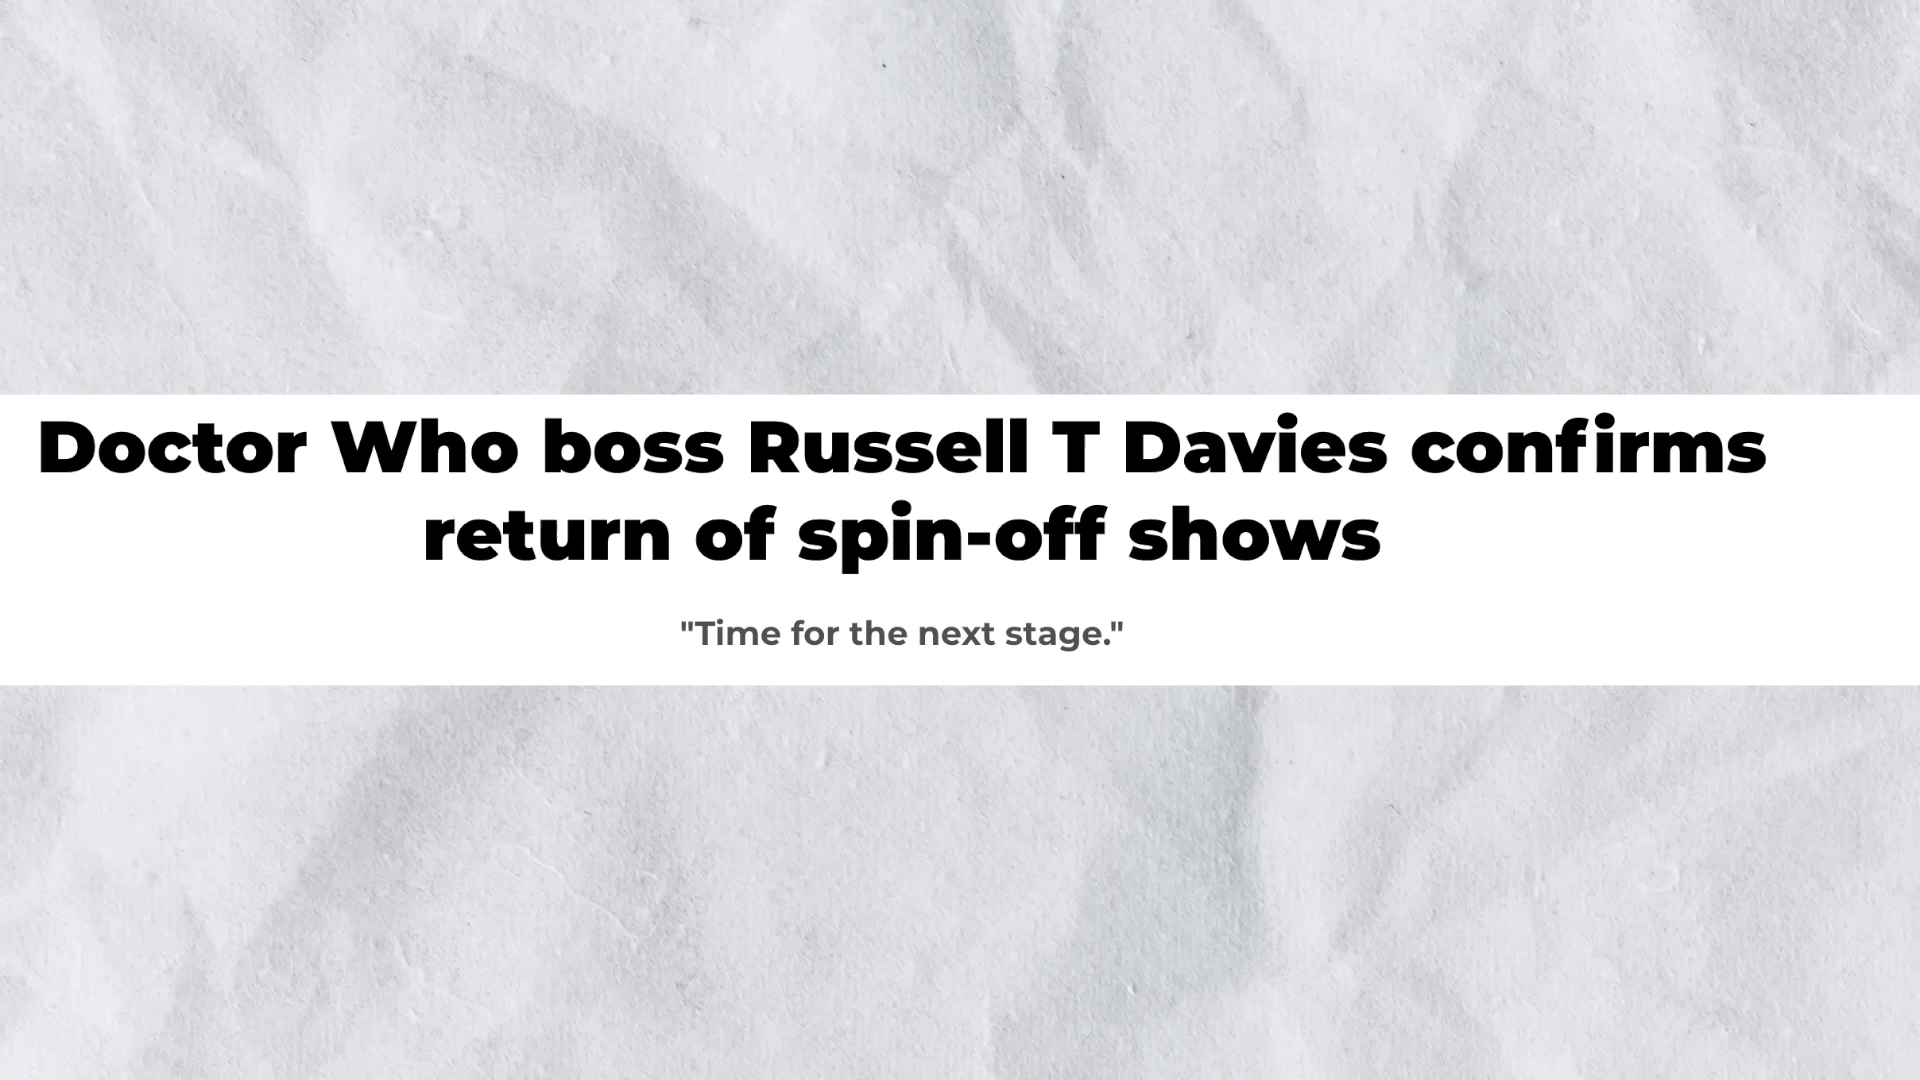 Doctor Who boss Russell T Davies confirms
return of spin-off shows
"Time for the next stage."